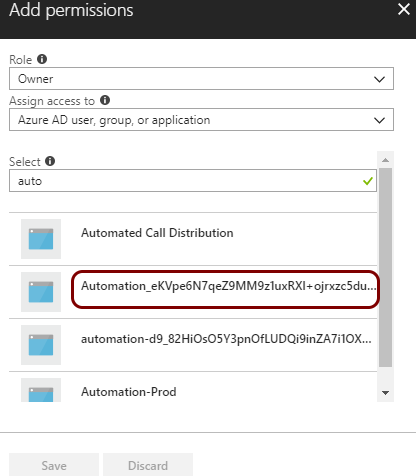 Add permissions
Role
Owner
Assign access to
Azure AD user, group, or application
Select
auto
Automated Call Distribution
Automation_eKVpe6N7qeZ9MM9z1uxRXI+ojrxzc5du...
automation-d9_82HiOsO5Y3pnOfLUDQi9inZA7i1OX...
Automation-Prod
Save
Discard